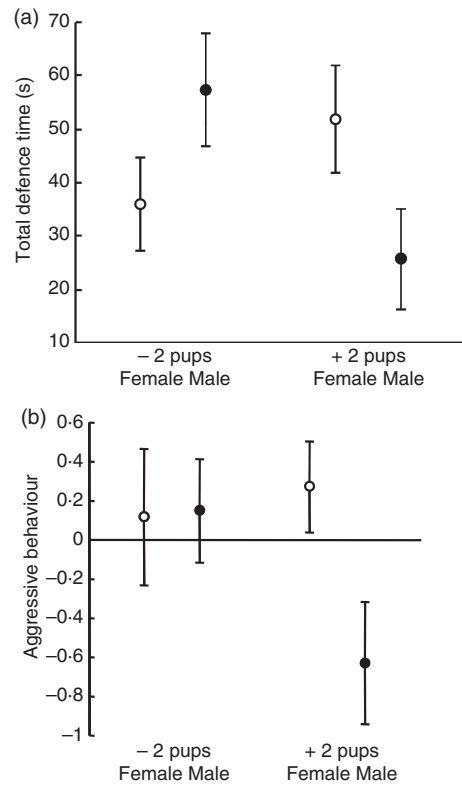 (a)
70
60
50
40
30
20
10
Total defence time (s)
– 2 pups + 2 pups
Female Male Female Male
(b)
0·6
0·4
0·2
0
–0·2
–0·4
–0·6
–0·8
–1
Aggressive behaviour
– 2 pups + 2 pups
Female Male Female Male